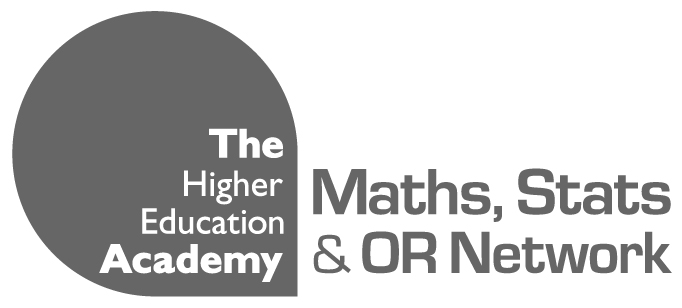 The
Higher
Education
Academy
Maths, Stats
& OR Network